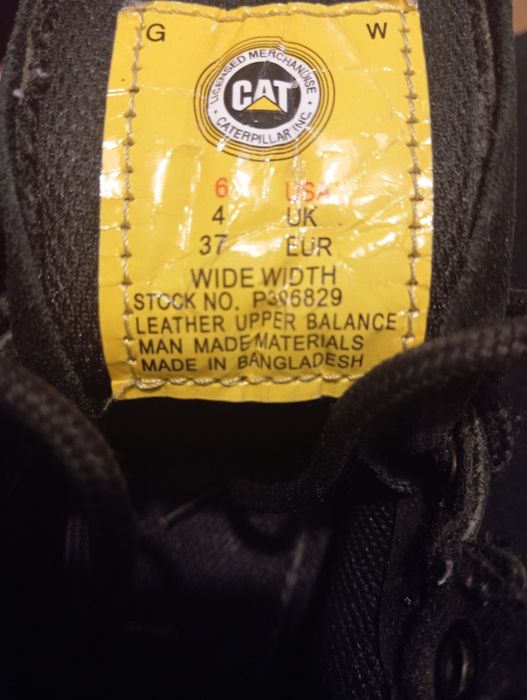 G W
LICENSED MERCHANDISE
CAT
CATERPILLAR INC.
6 USA
4 UK
37 EUR
WIDE WIDTH
STOCK NO. P306829
LEATHER UPPER BALANCE
MAN MADE MATERIALS
MADE IN BANGLADESH